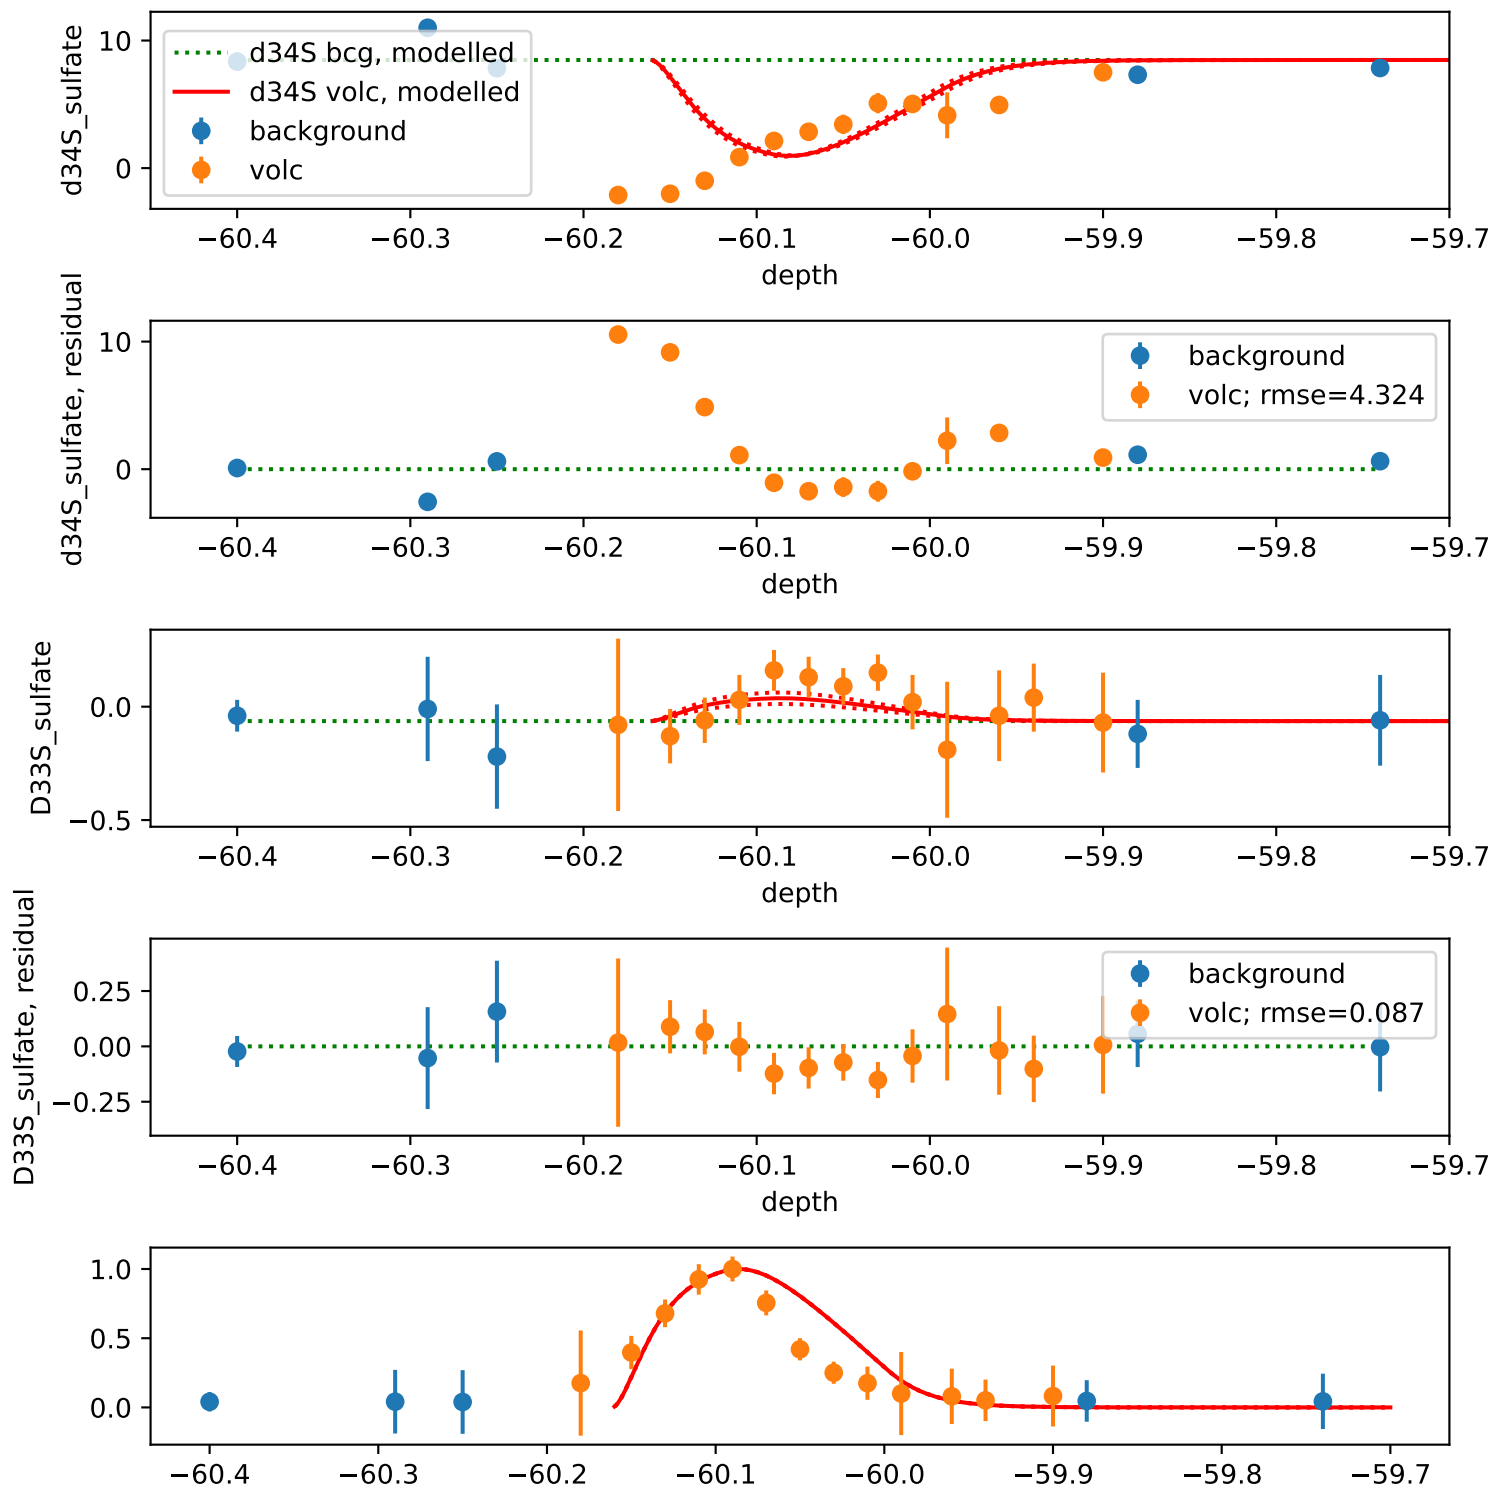 d34S_sulfate
10
0
d34S bcg, modelled
d34S volc, modelled
background
volc
−60.4 −60.3 −60.2 −60.1 −60.0 −59.9 −59.8 −59.7
depth
d34S_sulfate, residual
10
0
background
volc; rmse=4.324
−60.4 −60.3 −60.2 −60.1 −60.0 −59.9 −59.8 −59.7
depth
D33S_sulfate
0.0
−0.5
−60.4 −60.3 −60.2 −60.1 −60.0 −59.9 −59.8 −59.7
depth
D33S_sulfate, residual
0.25
0.00
−0.25
background
volc; rmse=0.087
−60.4 −60.3 −60.2 −60.1 −60.0 −59.9 −59.8 −59.7
depth
1.0
0.5
0.0
−60.4 −60.3 −60.2 −60.1 −60.0 −59.9 −59.8 −59.7